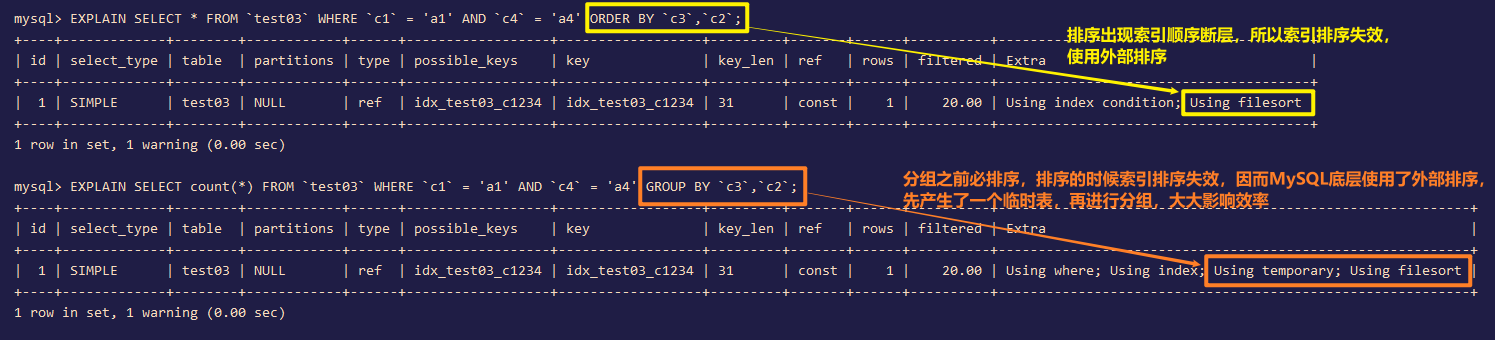 mysql> EXPLAIN SELECT * FROM `test03` WHERE `c1` = 'a1' AND `c4` = 'a4' ORDER BY `c3`,`c2`;
排序出现索引顺序断层，所以索引排序失效，
使用外部排序
+----+-------------+--------+------------+------+------------------+------------------+---------+-------+------+----------+---------------------------------------+
| id | select_type | table | partitions | type | possible_keys | key | key_len | ref | rows | filtered | Extra |
+----+-------------+--------+------------+------+------------------+------------------+---------+-------+------+----------+---------------------------------------+
| 1 | SIMPLE | test03 | NULL | ref | idx_test03_c1234 | idx_test03_c1234 | 31 | const | 1 | 20.00 | Using index condition; Using filesort |
+----+-------------+--------+------------+------+------------------+------------------+---------+-------+------+----------+---------------------------------------+
1 row in set, 1 warning (0.00 sec)
mysql> EXPLAIN SELECT count(*) FROM `test03` WHERE `c1` = 'a1' AND `c4` = 'a4' GROUP BY `c3`,`c2`;
分组之前必排序，排序的时候索引排序失效，因而MySQL底层使用了外部排序，
先产生了一个临时表，再进行分组，大大影响效率
+----+-------------+--------+------------+------+------------------+------------------+---------+-------+------+----------+-----------------------------------------------------------+
| id | select_type | table | partitions | type | possible_keys | key | key_len | ref | rows | filtered | Extra |
+----+-------------+--------+------------+------+------------------+------------------+---------+-------+------+----------+-----------------------------------------------------------+
| 1 | SIMPLE | test03 | NULL | ref | idx_test03_c1234 | idx_test03_c1234 | 31 | const | 1 | 20.00 | Using where; Using index; Using temporary; Using filesort |
+----+-------------+--------+------------+------+------------------+------------------+---------+-------+------+----------+-----------------------------------------------------------+
1 row in set, 1 warning (0.00 sec)